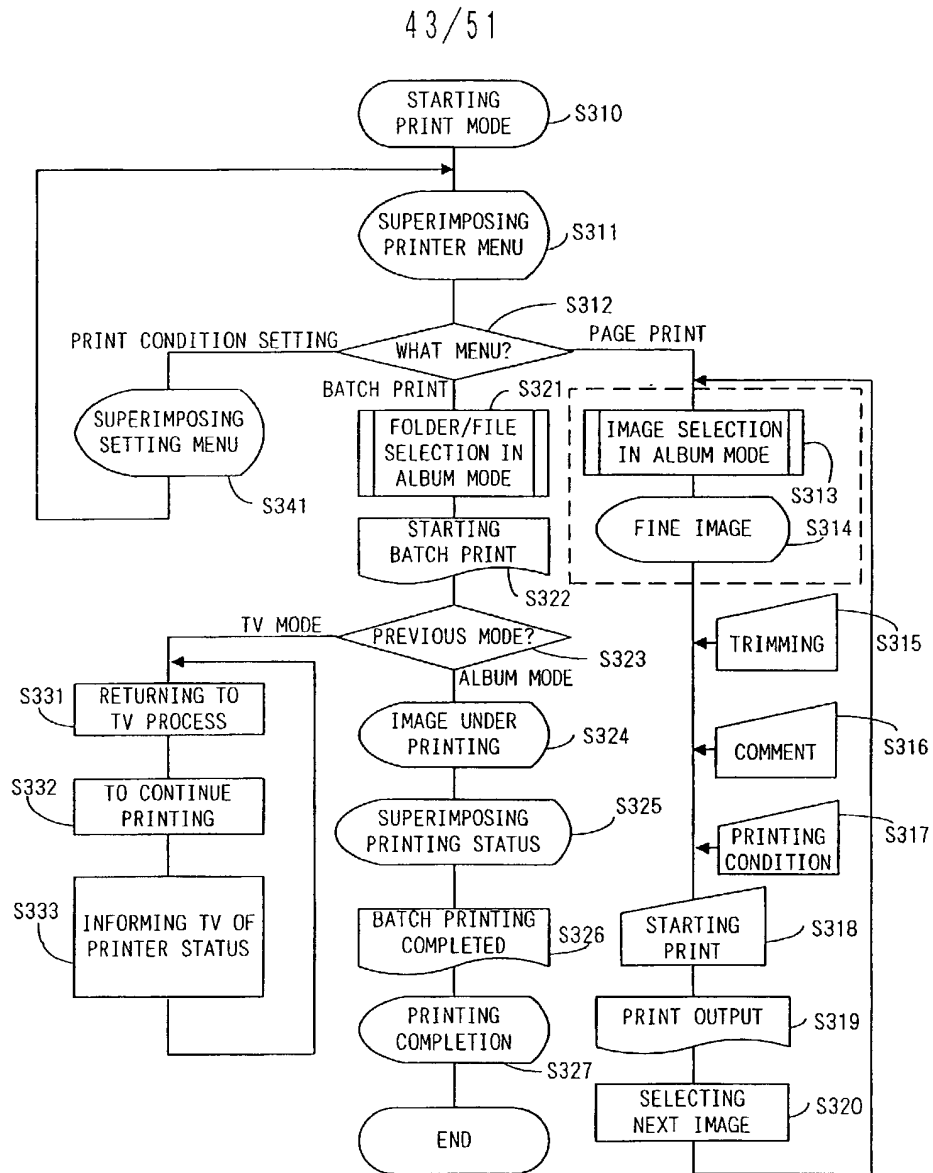 43/51
STARTING
PRINT MODE
S310
SUPERIMPOSING
PRINTER MENU
S311
S312
PRINT CONDITION SETTING
WHAT MENU?
PAGE PRINT
BATCH PRINT
S321
SUPERIMPOSING
SETTING MENU
S341
FOLDER/FILE
SELECTION IN
ALBUM MODE
IMAGE SELECTION
IN ALBUM MODE
S313
STARTING
BATCH PRINT
S322
FINE IMAGE
S314
TV MODE
PREVIOUS MODE?
S323
ALBUM MODE
TRIMMING
S315
S331
RETURNING TO
TV PROCESS
IMAGE UNDER
PRINTING
S324
COMMENT
S316
S332
TO CONTINUE
PRINTING
SUPERIMPOSING
PRINTING STATUS
S325
PRINTING
CONDITION
S317
S333
INFORMING TV OF
PRINTER STATUS
BATCH PRINTING
COMPLETED
S326
STARTING
PRINT
S318
PRINTING
COMPLETION
S327
PRINT OUTPUT
S319
SELECTING
NEXT IMAGE
S320
END